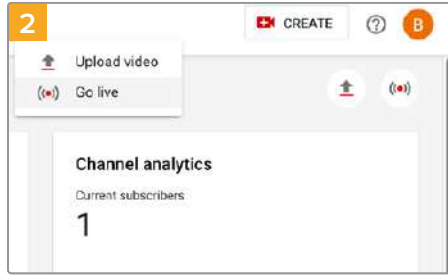 2
CREATE
B
Upload video
Go live
Channel analytics
Current subscribers
1